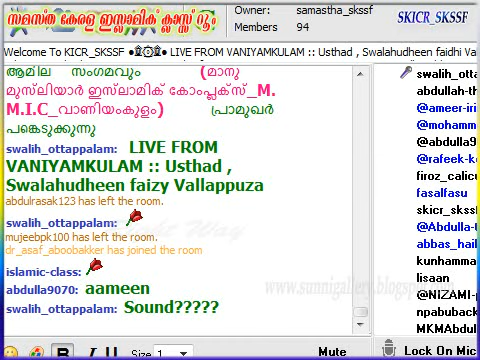 സമസ്ത കേരള ഇസ്ലാമിക് ക്ലാസ് റൂം
Owner: samastha_skssf
Members 94
SKICR_SKSSF
Welcome To KICR_SKSSF ●۩۞۩● LIVE FROM VANIYAMKULAM :: Usthad , Swalahudheen faidhi Va
ആമില സംഗമവും (മാനു
മുസ്ലിയാർ ഇസ്ലാമിക് കോംപ്ലക്സ്_M.
M.I.C_വാണിയംകുളം) പ്രാമുഖർ
പങ്കെടുക്കുന്നു
swalih_ottappalam: LIVE FROM
VANIYAMKULAM :: Usthad ,
Swalahudheen faizy Vallappuza
abdulrasak123 has left the room.
swalih_ottappalam:
mujeebpk100 has left the room.
dr_asaf_aboobakker has joined the room
islamic-class:
abdulla9070: aameen
swalih_ottappalam: Sound?????
swalih_otta
abdullah-th
@ameer-iri
@mohamm
@abdulla9
@rafeek-k
firoz_calicu
fasalfasu
skicr_skssf
@Abdulla-
abbas_hail
kunhamma
lisaan
@NIZAMI-p
npabuback
MKMAbdul
www.sunnigallery.blogspot.com
B I U Size 1 Mute
Lock On Mic